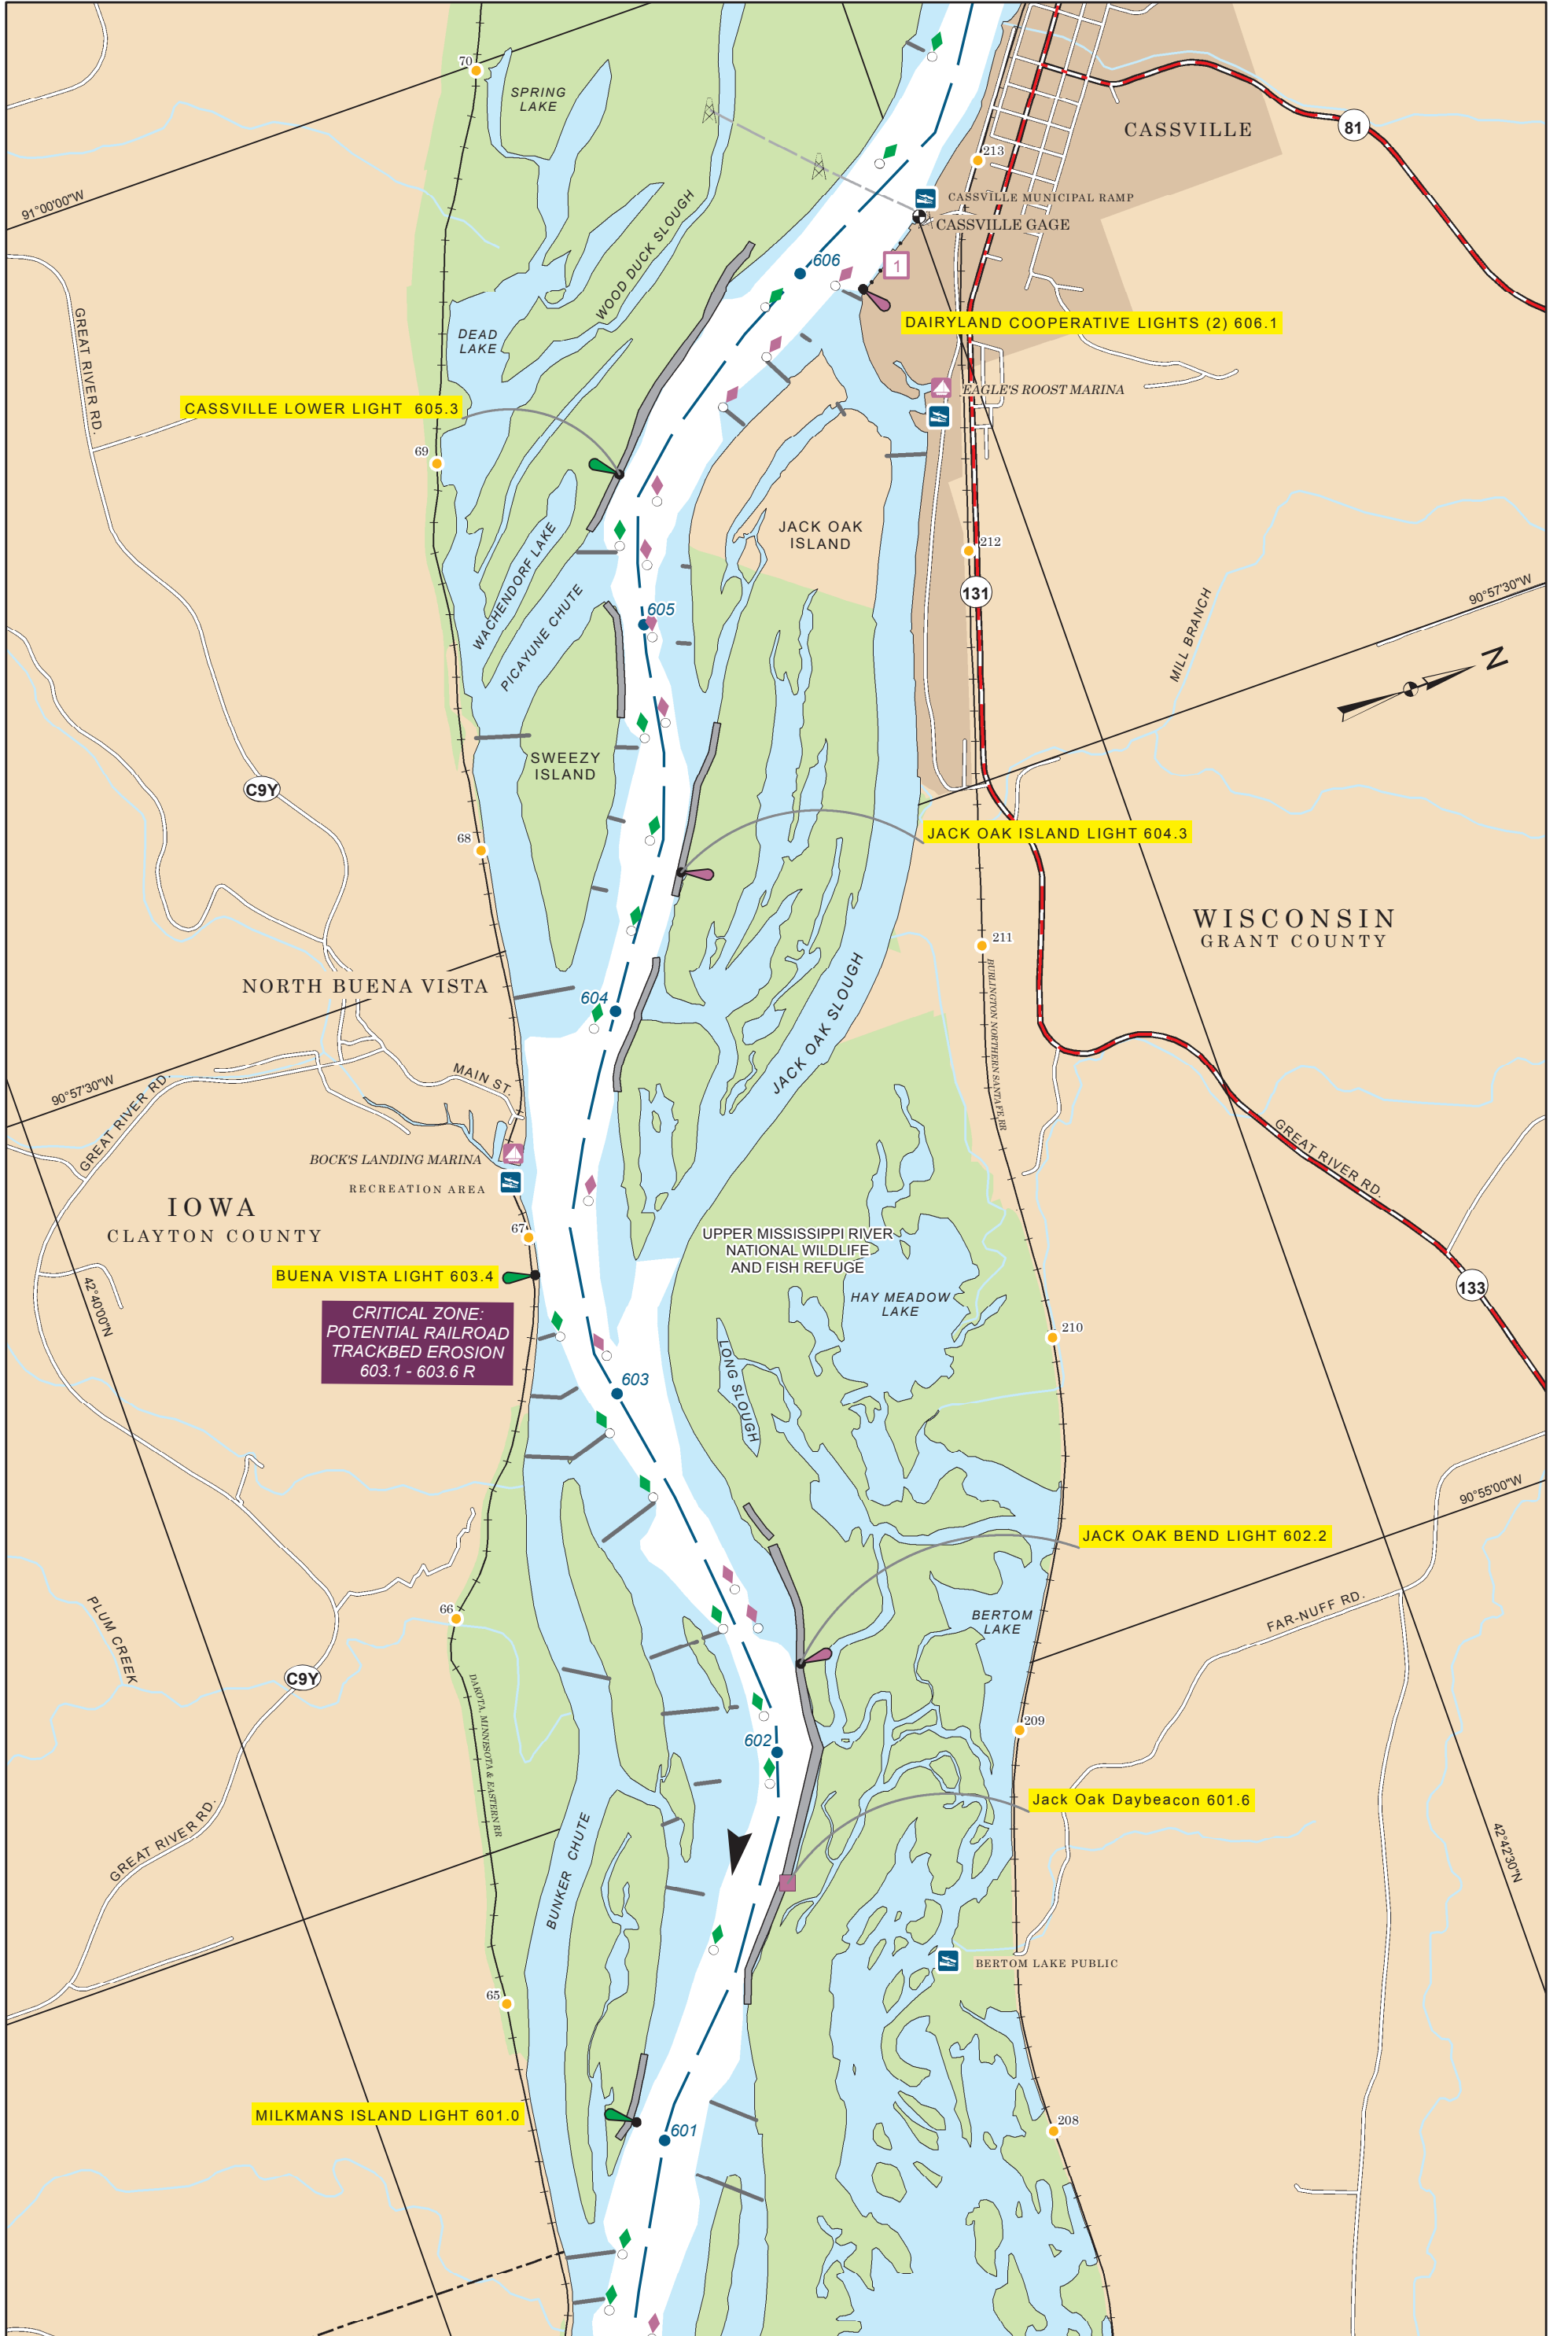 70
SPRING
LAKE
CASSVILLE
81
213
91°00'00"W
CASSVILLE MUNICIPAL RAMP
CASSVILLE GAGE
WOOD DUCK SLOUGH
606
1
GREAT RIVER RD.
DEAD
LAKE
DAIRYLAND COOPERATIVE LIGHTS (2) 606.1
EAGLE'S ROOST MARINA
CASSVILLE LOWER LIGHT 605.3
69
JACK OAK
ISLAND
212
WACHENDORF LAKE
PICAYUNE CHUTE
131
90°57'30"W
605
MILL BRANCH
N
SWEEZY
ISLAND
C9Y
68
JACK OAK ISLAND LIGHT 604.3
WISCONSIN
GRANT COUNTY
211
BURLINGTON NORTHERN SANTA FE RR
NORTH BUENA VISTA
604
JACK OAK SLOUGH
MAIN ST.
90°57'30"W
GREAT RIVER RD.
GREAT RIVER RD.
BOCK'S LANDING MARINA
RECREATION AREA
IOWA
CLAYTON COUNTY
67
UPPER MISSISSIPPI RIVER
NATIONAL WILDLIFE
AND FISH REFUGE
BUENA VISTA LIGHT 603.4
133
HAY MEADOW
LAKE
42°40'00"N
CRITICAL ZONE:
POTENTIAL RAILROAD
TRACKBED EROSION
603.1 - 603.6 R
210
LONG SLOUGH
603
90°55'00"W
JACK OAK BEND LIGHT 602.2
PLUM CREEK
66
BERTOM
LAKE
FAR-NUFF RD.
C9Y
DAKOTA, MINNESOTA & EASTERN RR
209
602
Jack Oak Daybeacon 601.6
GREAT RIVER RD.
BUNKER CHUTE
42°42'30"N
BERTOM LAKE PUBLIC
65
MILKMANS ISLAND LIGHT 601.0
601
208